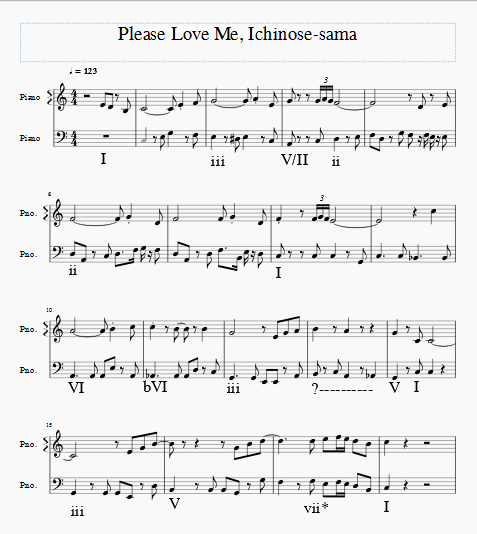 Please Love Me, Ichinose-sama
♩ = 123
Piano
3
Piano
I iii V/II ii
6
Pno.
3
Pno.
ii I
10
Pno.
Pno.
VI bVI iii ?---------- V I
15
Pno.
Pno.
iii V vii* I